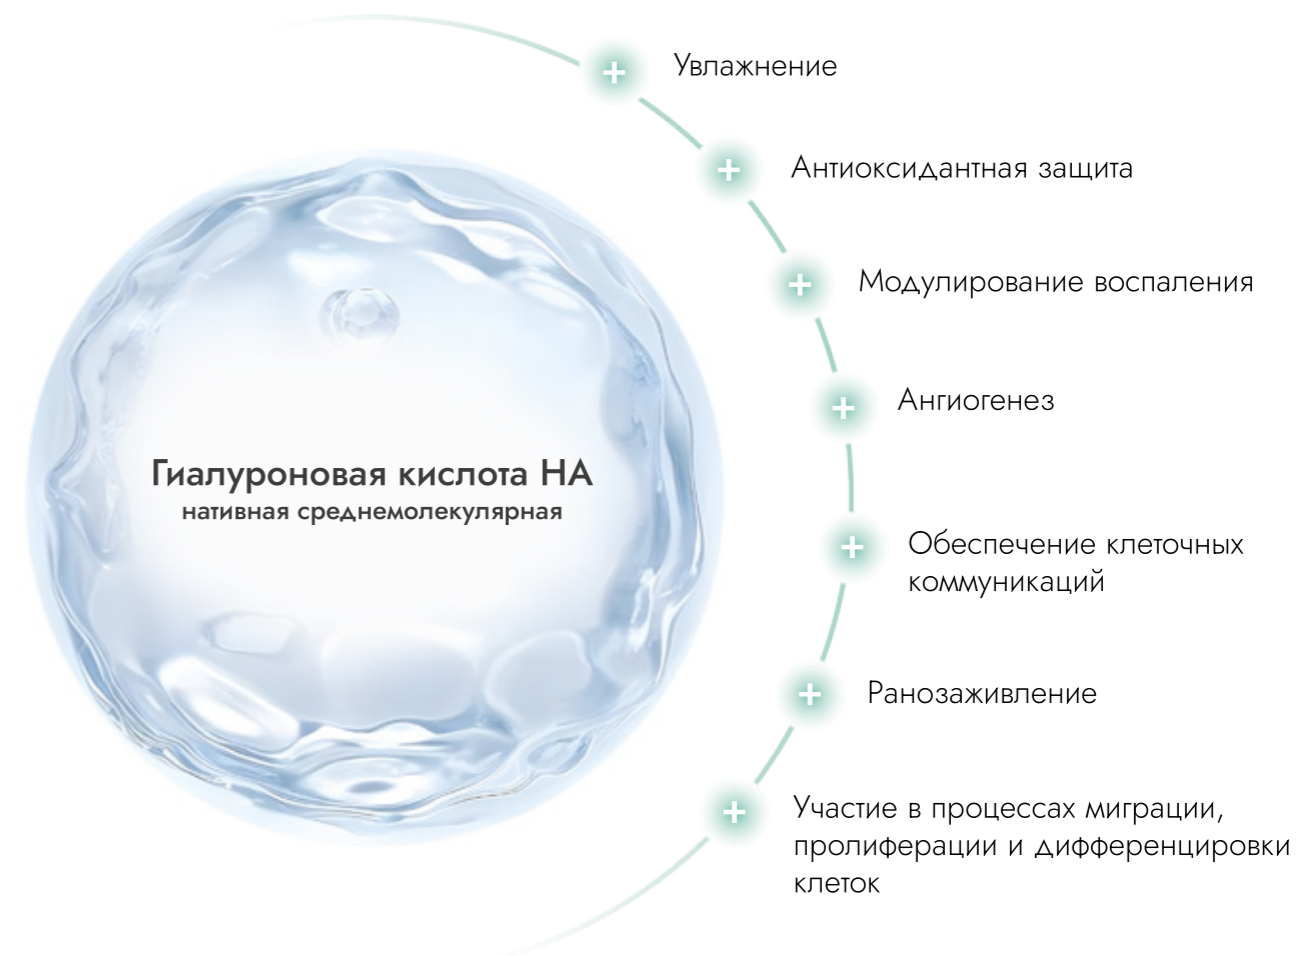 Увлажнение
Антиоксидантная защита
Модулирование воспаления
Ангиогенез
Гиалуроновая кислота НА
нативная среднемолекулярная
Обеспечение клеточных
коммуникаций
Ранозаживление
Участие в процессах миграции,
пролиферации и дифференцировки
клеток